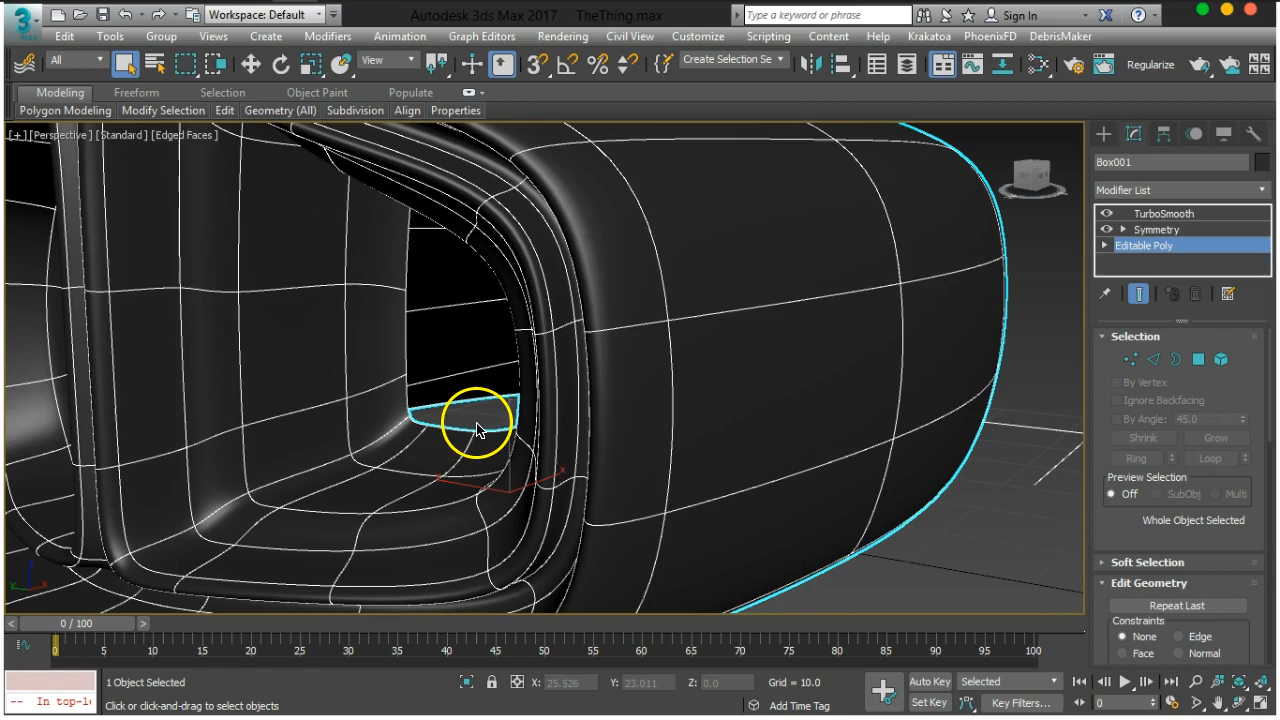 3
MAX
Workspace: Default
Autodesk 3ds Max 2017 TheThing.max
Type a keyword or phrase
Sign In
Edit Tools Group Views Create Modifiers Animation Graph Editors Rendering Civil View Customize Scripting Content Help Krakatoa PhoenixFD DebrisMaker
All View Create Selection Se Regularize
Modeling Freeform Selection Object Paint Populate
Polygon Modeling Modify Selection Edit Geometry (All) Subdivision Align Properties
[+] [Perspective] [Standard] [Edged Faces]
Box001
Modifier List
TurboSmooth
Symmetry
Editable Poly
Selection
By Vertex
Ignore Backfacing
By Angle: 45.0
Shrink Grow
Ring Loop
Preview Selection
Off SubObj Multi
Whole Object Selected
Soft Selection
Edit Geometry
Repeat Last
Constraints
None Edge
Face Normal
< 0 / 100 >
0 5 10 15 20 25 30 35 40 45 50 55 60 65 70 75 80 85 90 95 100
1 Object Selected X: 25.526 Y: 23.011 Z: 0.0 Grid = 10.0 Auto Key Selected
-- In top-l
Click or click-and-drag to select objects Add Time Tag Set Key Key Filters... 0